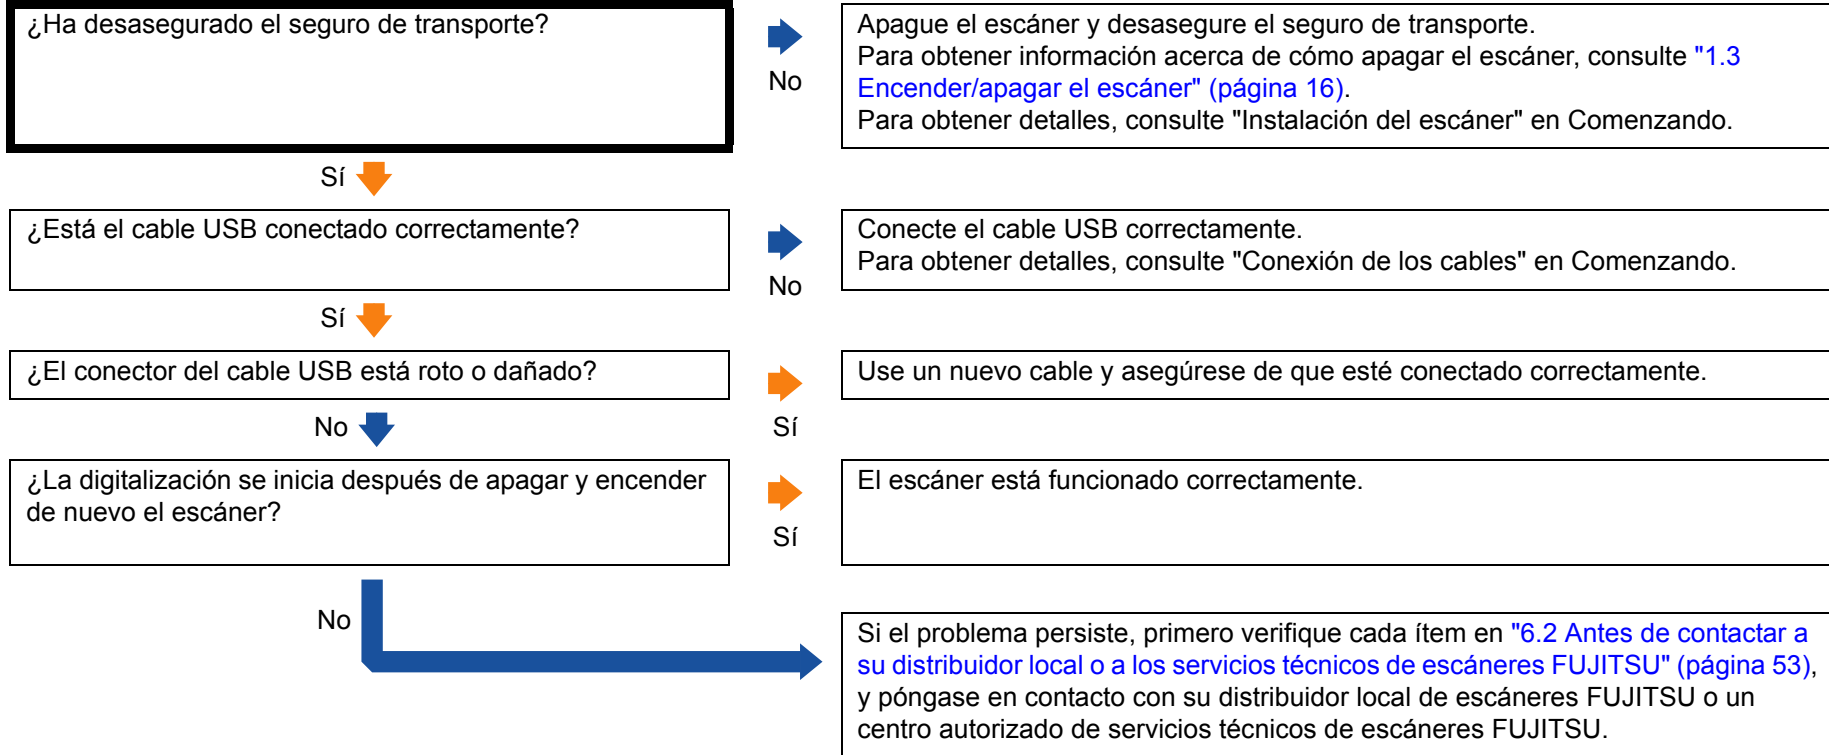 ¿Ha desasegurado el seguro de transporte?
No
Apague el escáner y desasegure el seguro de transporte.
Para obtener información acerca de cómo apagar el escáner, consulte "1.3
Encender/apagar el escáner" (página 16).
Para obtener detalles, consulte "Instalación del escáner" en Comenzando.
Sí
¿Está el cable USB conectado correctamente?
No
Conecte el cable USB correctamente.
Para obtener detalles, consulte "Conexión de los cables" en Comenzando.
Sí
¿El conector del cable USB está roto o dañado?
Sí
Use un nuevo cable y asegúrese de que esté conectado correctamente.
No
¿La digitalización se inicia después de apagar y encender
de nuevo el escáner?
Sí
El escáner está funcionado correctamente.
No
Si el problema persiste, primero verifique cada ítem en "6.2 Antes de contactar a
su distribuidor local o a los servicios técnicos de escáneres FUJITSU" (página 53),
y póngase en contacto con su distribuidor local de escáneres FUJITSU o un
centro autorizado de servicios técnicos de escáneres FUJITSU.